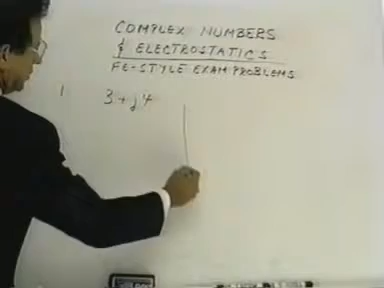 COMPLEX NUMBERS
& ELECTROSTATICS
FE-STYLE EXAM PROBLEMS
1 3 + j4